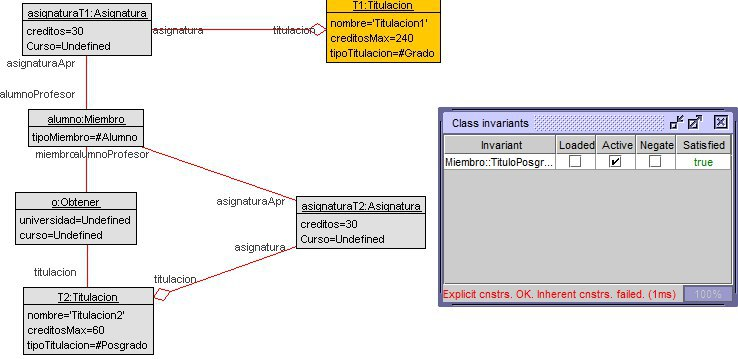 asignaturaT1:Asignatura
creditos=30
Curso=Undefined
asignatura
titulacion
T1:Titulacion
nombre='Titulacion1'
creditosMax=240
tipoTitulacion=#Grado
asignaturaApr
alumnoProfesor
alumno:Miembro
tipoMiembro=#Alumno
miembro
alumnoProfesor
o:Obtener
universidad=Undefined
curso=Undefined
asignaturaApr
asignaturaT2:Asignatura
creditos=30
Curso=Undefined
asignatura
titulacion
titulacion
T2:Titulacion
nombre='Titulacion2'
creditosMax=60
tipoTitulacion=#Posgrado
Class invariants
Invariant Loaded Active Negate Satisfied
Miembro::TituloPosgr... true
Explicit cnstrs. OK. Inherent cnstrs. failed. (1ms) 100%